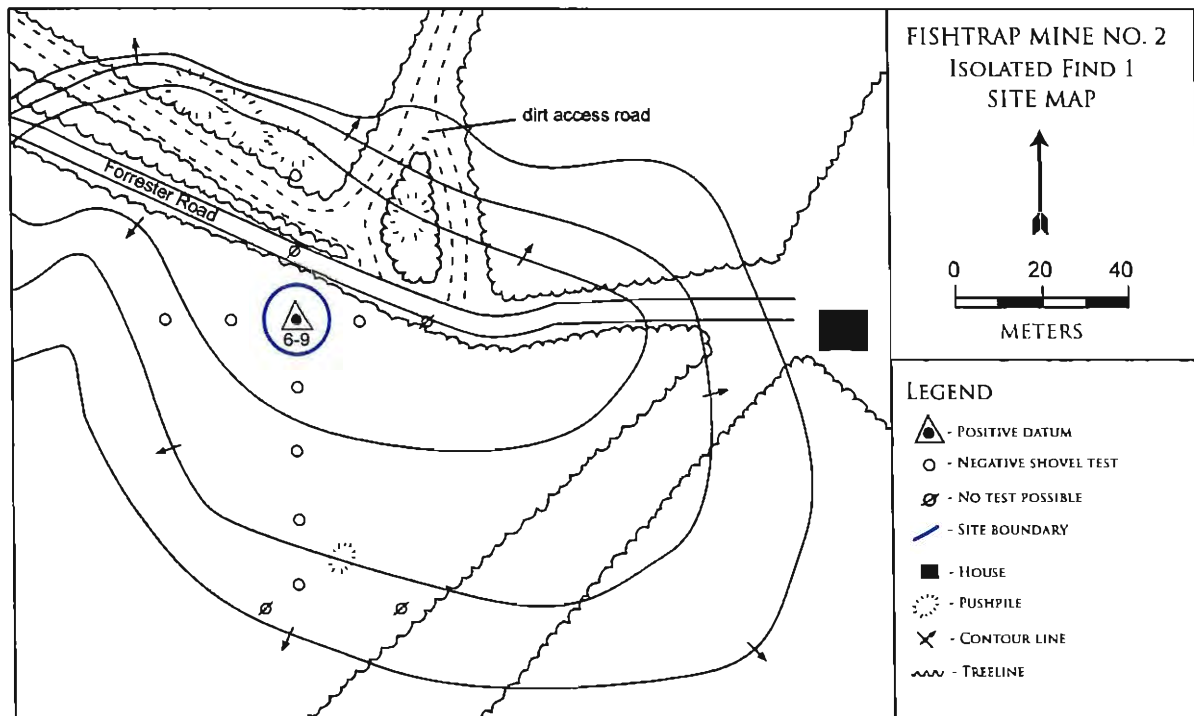 FISHTRAP MINE NO. 2
ISOLATED FIND 1
SITE MAP
dirt access road
Forrester Road
6-9
0 20 40
METERS
LEGEND
- POSITIVE DATUM
- NEGATIVE SHOVEL TEST
- NO TEST POSSIBLE
- SITE BOUNDARY
- HOUSE
- PUSHPILE
- CONTOUR LINE
- TREELINE